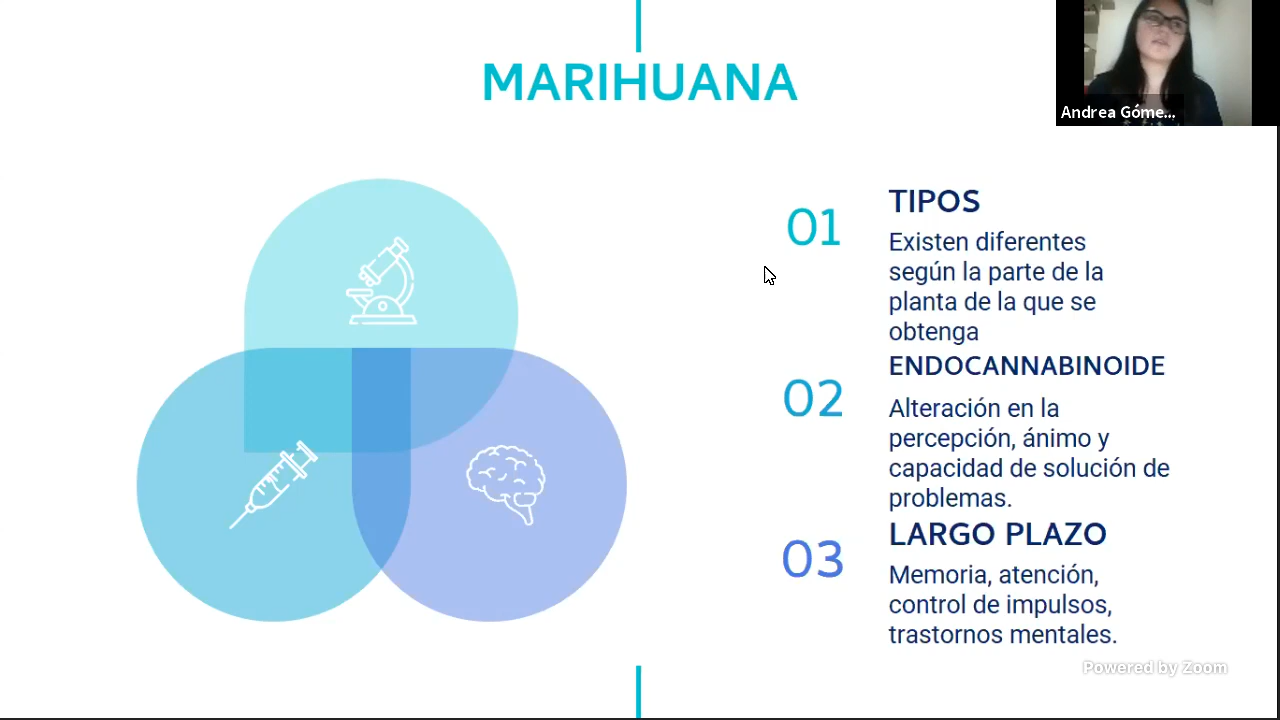 MARIHUANA
Andrea Góme...
01
TIPOS
Existen diferentes
según la parte de la
planta de la que se
obtenga
02
ENDOCANNABINOIDE
Alteración en la
percepción, ánimo y
capacidad de solución de
problemas.
03
LARGO PLAZO
Memoria, atención,
control de impulsos,
trastornos mentales.
Powered by Zoom